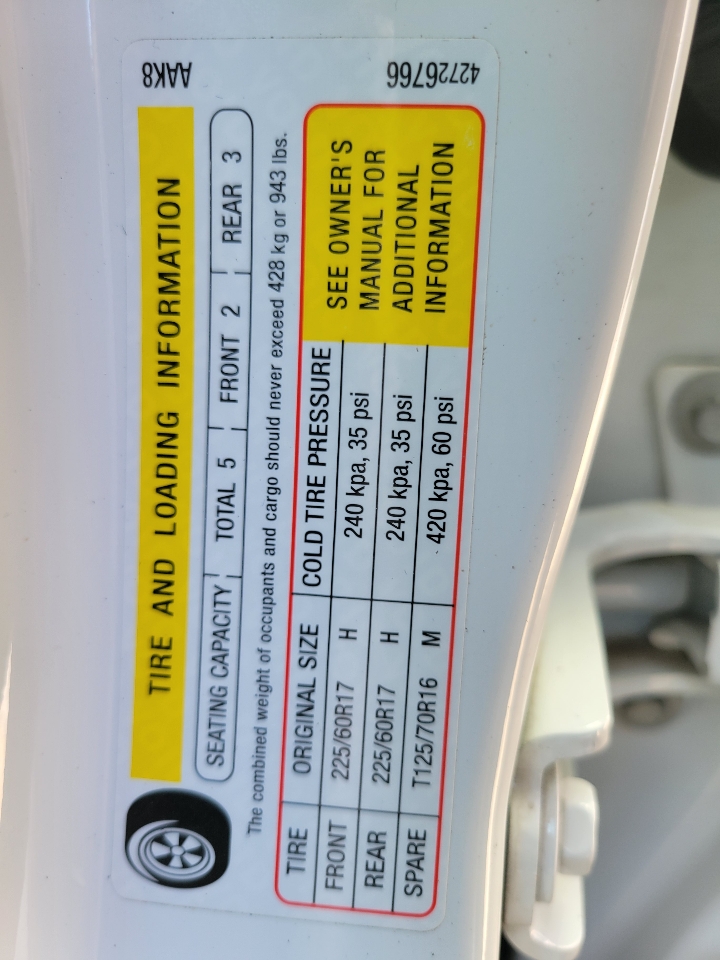 TIRE AND LOADING INFORMATION
SEATING CAPACITY TOTAL 5 FRONT 2 REAR 3
The combined weight of occupants and cargo should never exceed 428 kg or 943 lbs.
TIRE ORIGINAL SIZE COLD TIRE PRESSURE
FRONT 225/60R17 H 240 kpa, 35 psi
REAR 225/60R17 H 240 kpa, 35 psi
SPARE T125/70R16 M 420 kpa, 60 psi
SEE OWNER'S
MANUAL FOR
ADDITIONAL
INFORMATION
AAK8
42726766